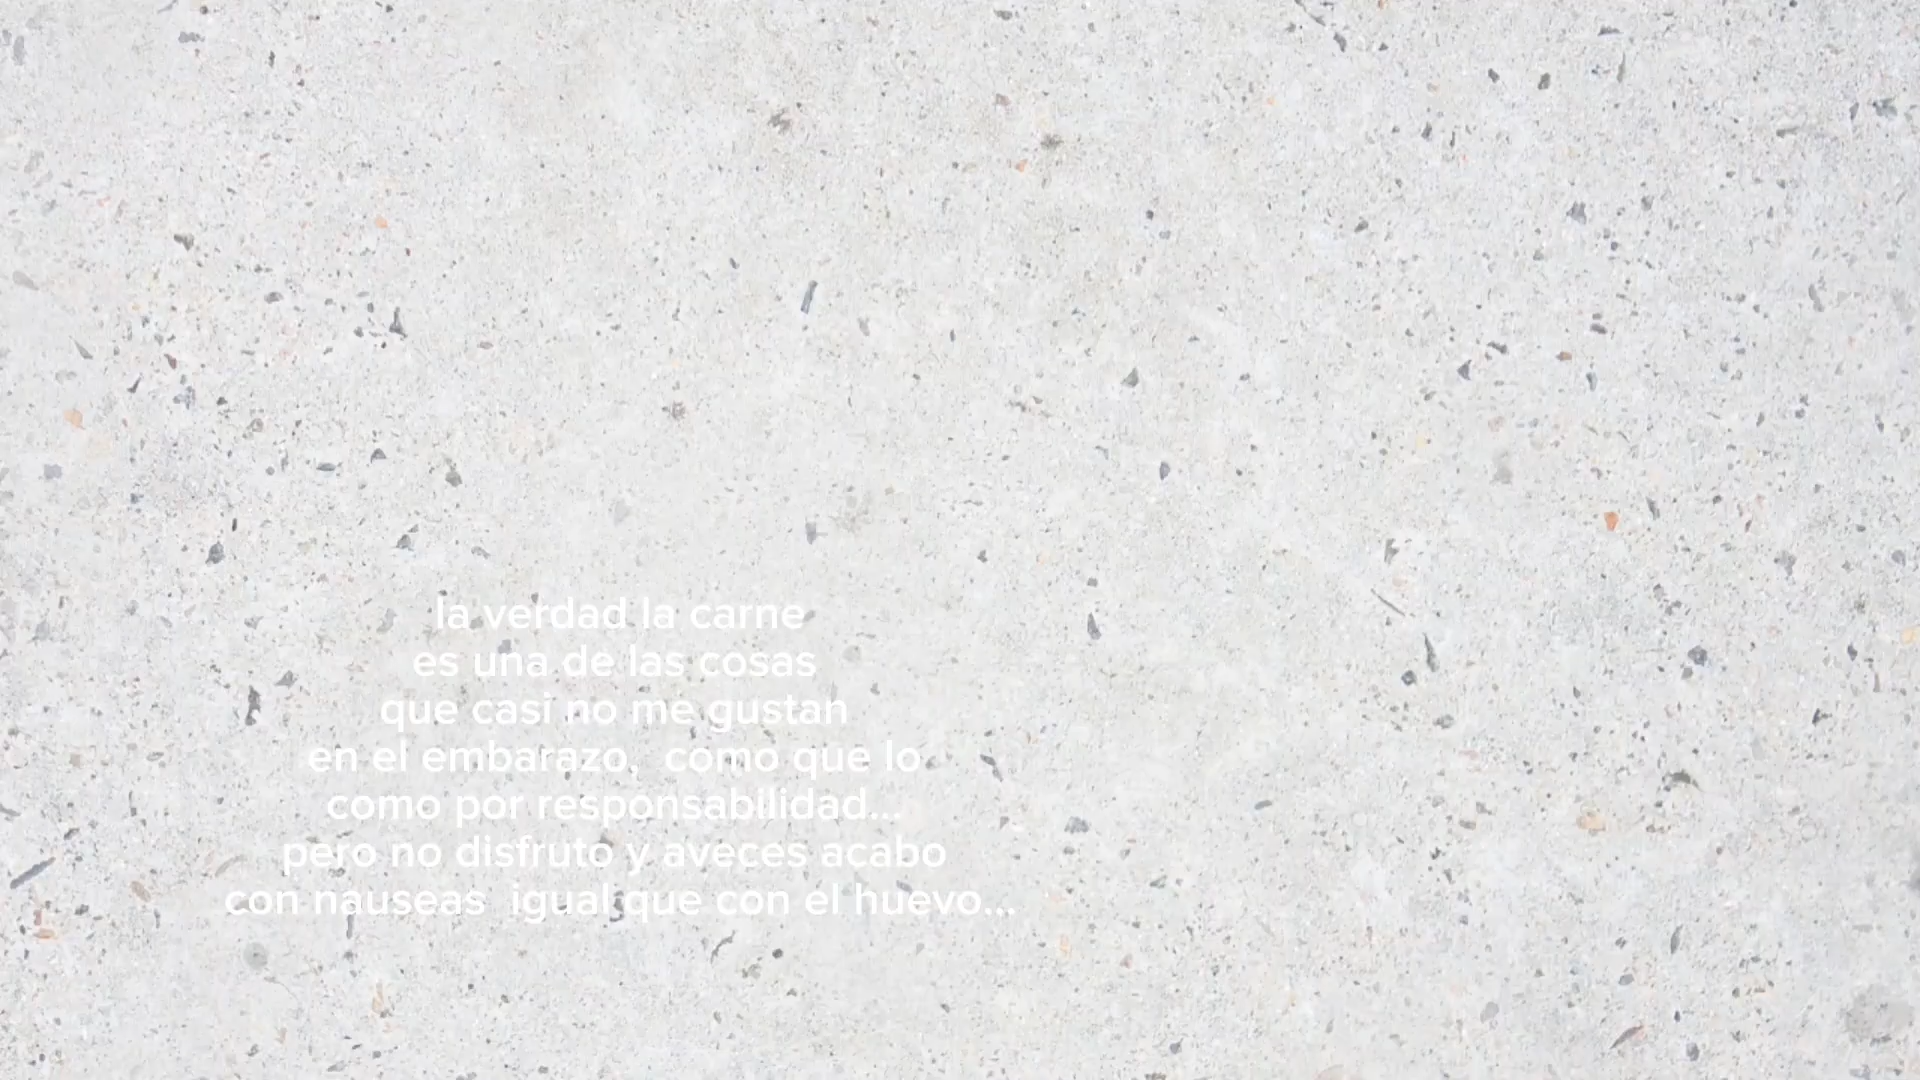 la verdad la carne
es una de las cosas
que casi no me gustan
en el embarazo,  como que lo
como por responsabilidad...
pero no disfruto y aveces acabo
con nauseas  igual que con el huevo...